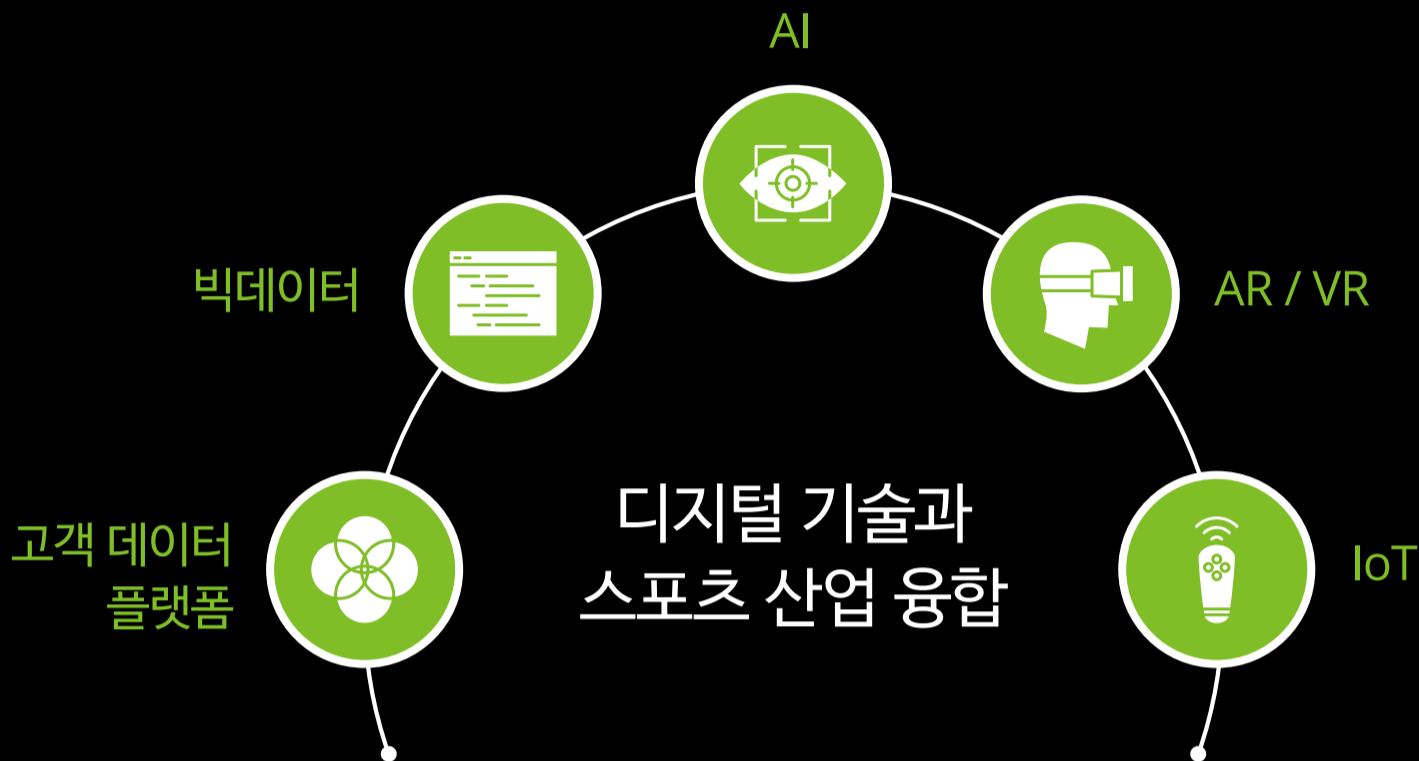 AI
빅데이터
AR / VR
고객 데이터
플랫폼
디지털 기술과
스포츠 산업 융합
IoT